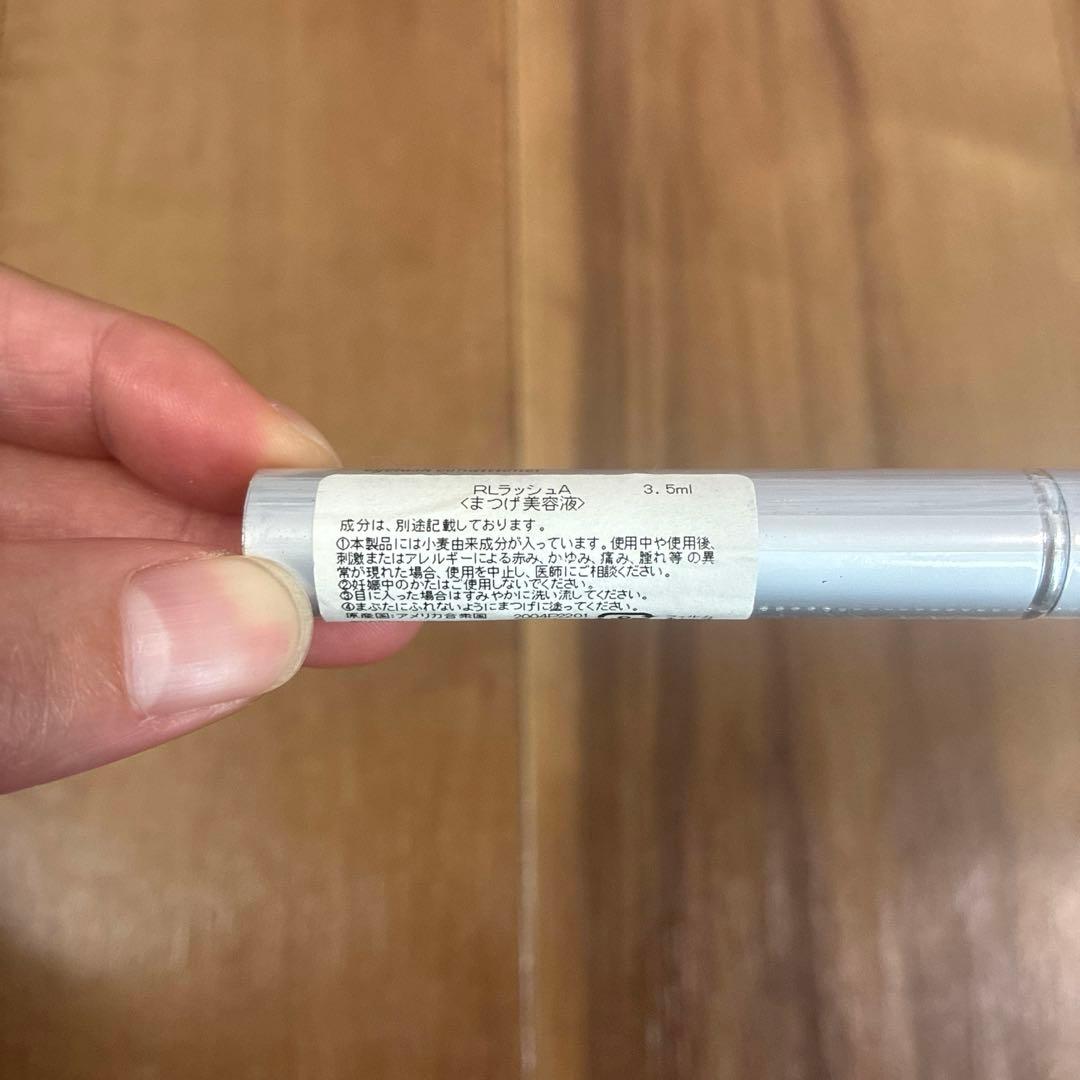 eyelash conditioner
RLラッシュA 3.5ml
〈まつげ美容液〉
成分は、別途記載しております。
①本製品には小麦由来成分が入っています。使用中や使用後、
刺激またはアレルギーによる赤み、かゆみ、痛み、腫れ等の異
常が現れた場合、使用を中止し、医師にご相談ください。
②妊娠中のかたはご使用しないでください。
③目に入った場合はすみやかに洗い流してください。
④まぶたにふれないようにまつげに塗ってください。
原産国:アメリカ合衆国 2004P2201